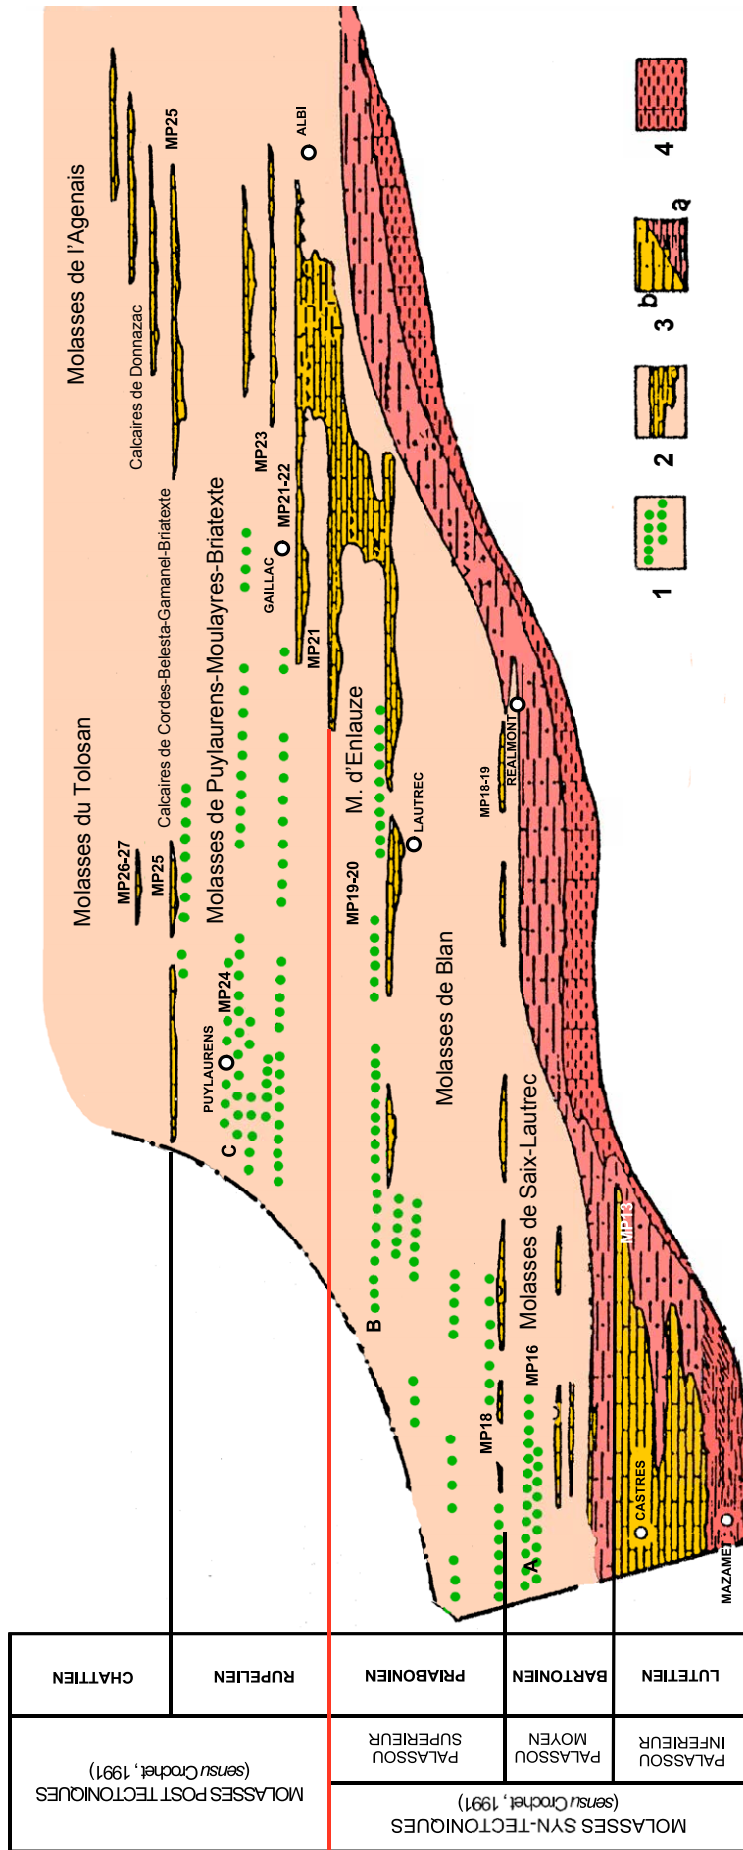 Molasses de l'Agenais
MP25
ALBI
Calcaires de Donnazac
MP23
MP21-22
GAILLAC
MP21
Molasses du Tolosan
Calcaires de Cordes-Belesta-Gamanel-Briatexte
Molasses de Puylaurens-Moulayres-Briatexte
MP26-27
MP25
MP24
PUYLAURENS
C
M. d'Enlauze
MP19-20
LAUTREC
MP18-19
REALMONT
Molasses de Blan
B
Molasses de Saix-Lautrec
MP16
MP18
A
MP13
CASTRES
MAZAMET
1
2
3
b
a
4
CHATTIEN
RUPELIEN
PRIABONIEN
BARTONIEN
LUTETIEN
PALASSOU
SUPERIEUR
PALASSOU
MOYEN
PALASSOU
INFERIEUR
MOLASSES POST TECTONIQUES
(sensu Crochet, 1991)
MOLASSES SYN-TECTONIQUES
(sensu Crochet, 1991)